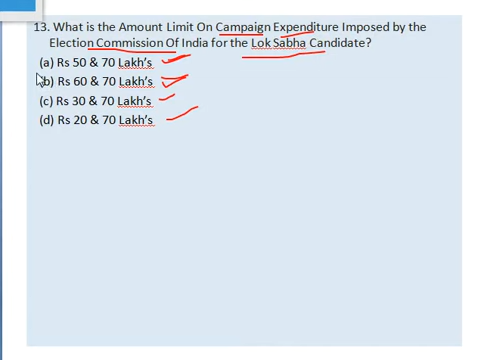 13. What is the Amount Limit On Campaign Expenditure Imposed by the
Election Commission Of India for the Lok Sabha Candidate?
(a) Rs 50 & 70 Lakh’s
(b) Rs 60 & 70 Lakh’s
(c) Rs 30 & 70 Lakh’s
(d) Rs 20 & 70 Lakh’s